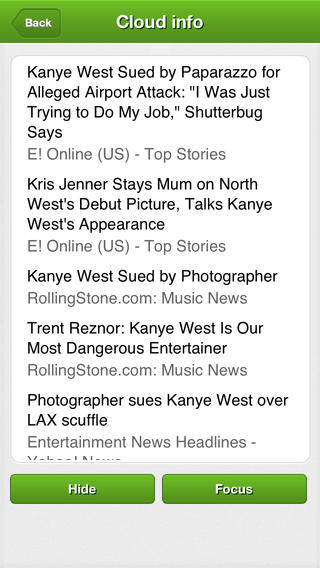 Back
Cloud info
Kanye West Sued by Paparazzo for
Alleged Airport Attack: "I Was Just
Trying to Do My Job," Shutterbug
Says
E! Online (US) - Top Stories
Kris Jenner Stays Mum on North
West's Debut Picture, Talks Kanye
West's Appearance
E! Online (US) - Top Stories
Kanye West Sued by Photographer
RollingStone.com: Music News
Trent Reznor: Kanye West Is Our
Most Dangerous Entertainer
RollingStone.com: Music News
Photographer sues Kanye West over
LAX scuffle
Entertainment News Headlines -
Yahoo! News
Hide
Focus